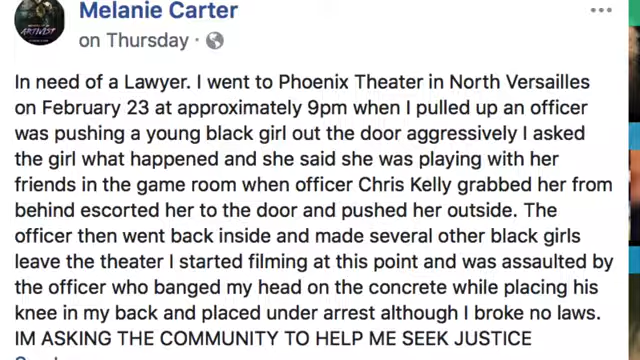 Melanie Carter
on Thursday ·
In need of a Lawyer. I went to Phoenix Theater in North Versailles
on February 23 at approximately 9pm when I pulled up an officer
was pushing a young black girl out the door aggressively I asked
the girl what happened and she said she was playing with her
friends in the game room when officer Chris Kelly grabbed her from
behind escorted her to the door and pushed her outside. The
officer then went back inside and made several other black girls
leave the theater I started filming at this point and was assaulted by
the officer who banged my head on the concrete while placing his
knee in my back and placed under arrest although I broke no laws.
IM ASKING THE COMMUNITY TO HELP ME SEEK JUSTICE